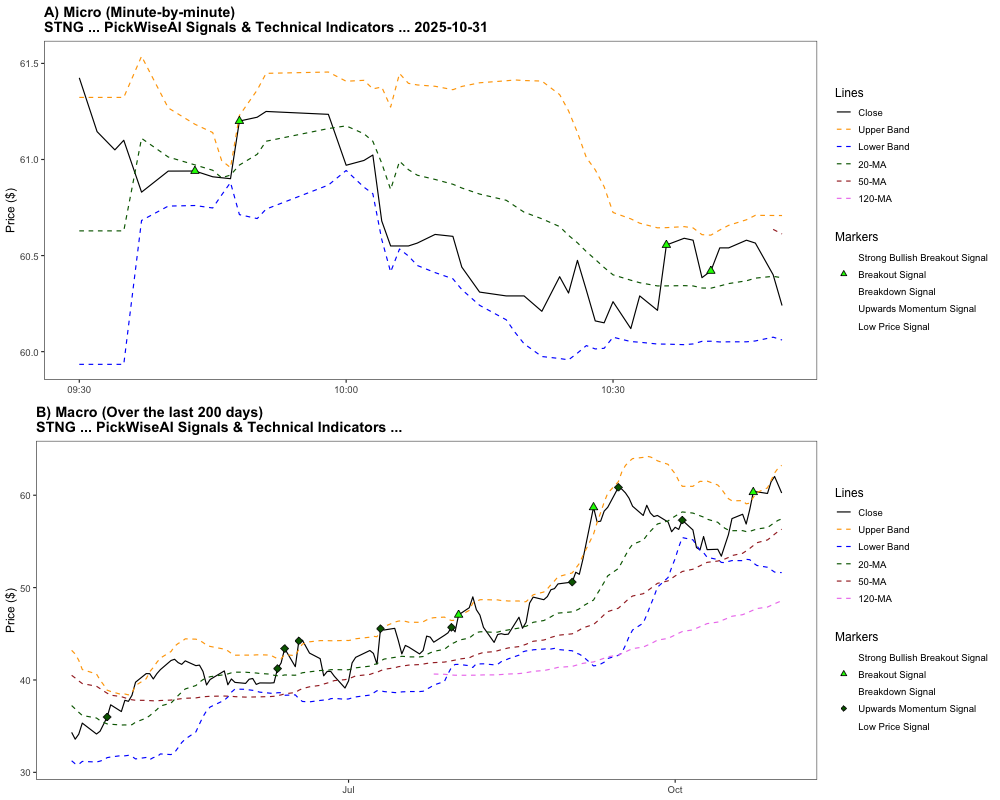 A) Micro (Minute-by-minute)
STNG ... PickWiseAI Signals & Technical Indicators ... 2025-10-31
61.5
61.0
60.5
60.0
Price ($)
09:30
10:00
10:30
Lines
Close
Upper Band
Lower Band
20-MA
50-MA
120-MA
Markers
Strong Bullish Breakout Signal
Breakout Signal
Breakdown Signal
Upwards Momentum Signal
Low Price Signal
B) Macro (Over the last 200 days)
STNG ... PickWiseAI Signals & Technical Indicators ...
60
50
40
30
Price ($)
Jul
Oct
Lines
Close
Upper Band
Lower Band
20-MA
50-MA
120-MA
Markers
Strong Bullish Breakout Signal
Breakout Signal
Breakdown Signal
Upwards Momentum Signal
Low Price Signal